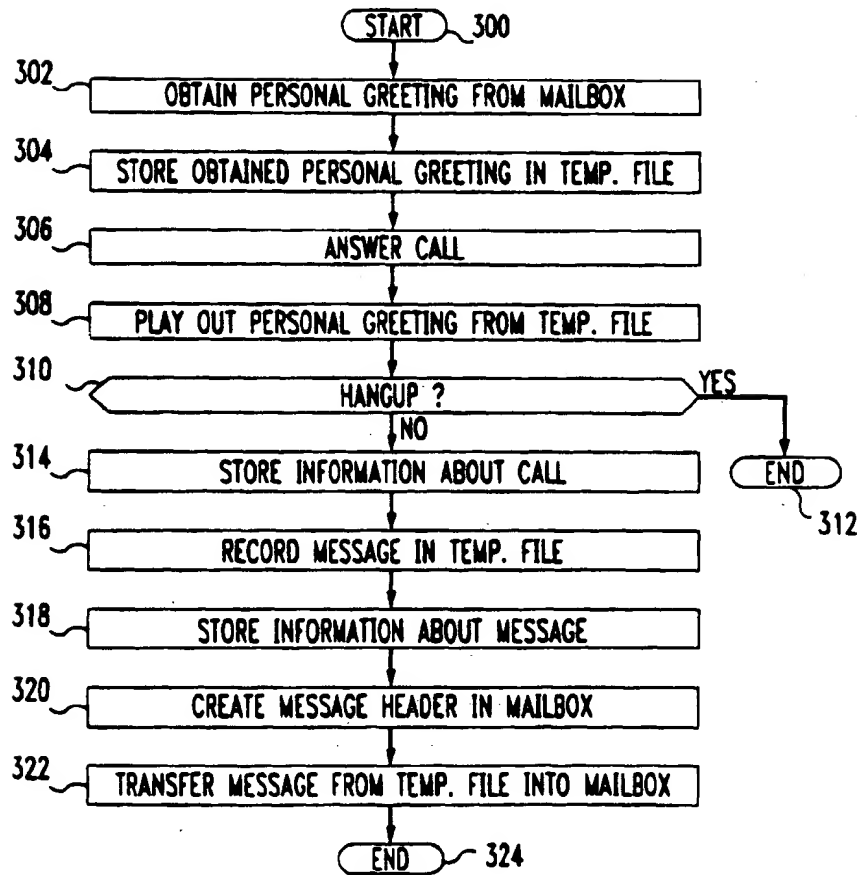 START 300
302
OBTAIN PERSONAL GREETING FROM MAILBOX
304
STORE OBTAINED PERSONAL GREETING IN TEMP. FILE
306
ANSWER CALL
308
PLAY OUT PERSONAL GREETING FROM TEMP. FILE
310
HANGUP ?
YES
NO
314
STORE INFORMATION ABOUT CALL
END
312
316
RECORD MESSAGE IN TEMP. FILE
318
STORE INFORMATION ABOUT MESSAGE
320
CREATE MESSAGE HEADER IN MAILBOX
322
TRANSFER MESSAGE FROM TEMP. FILE INTO MAILBOX
END 324